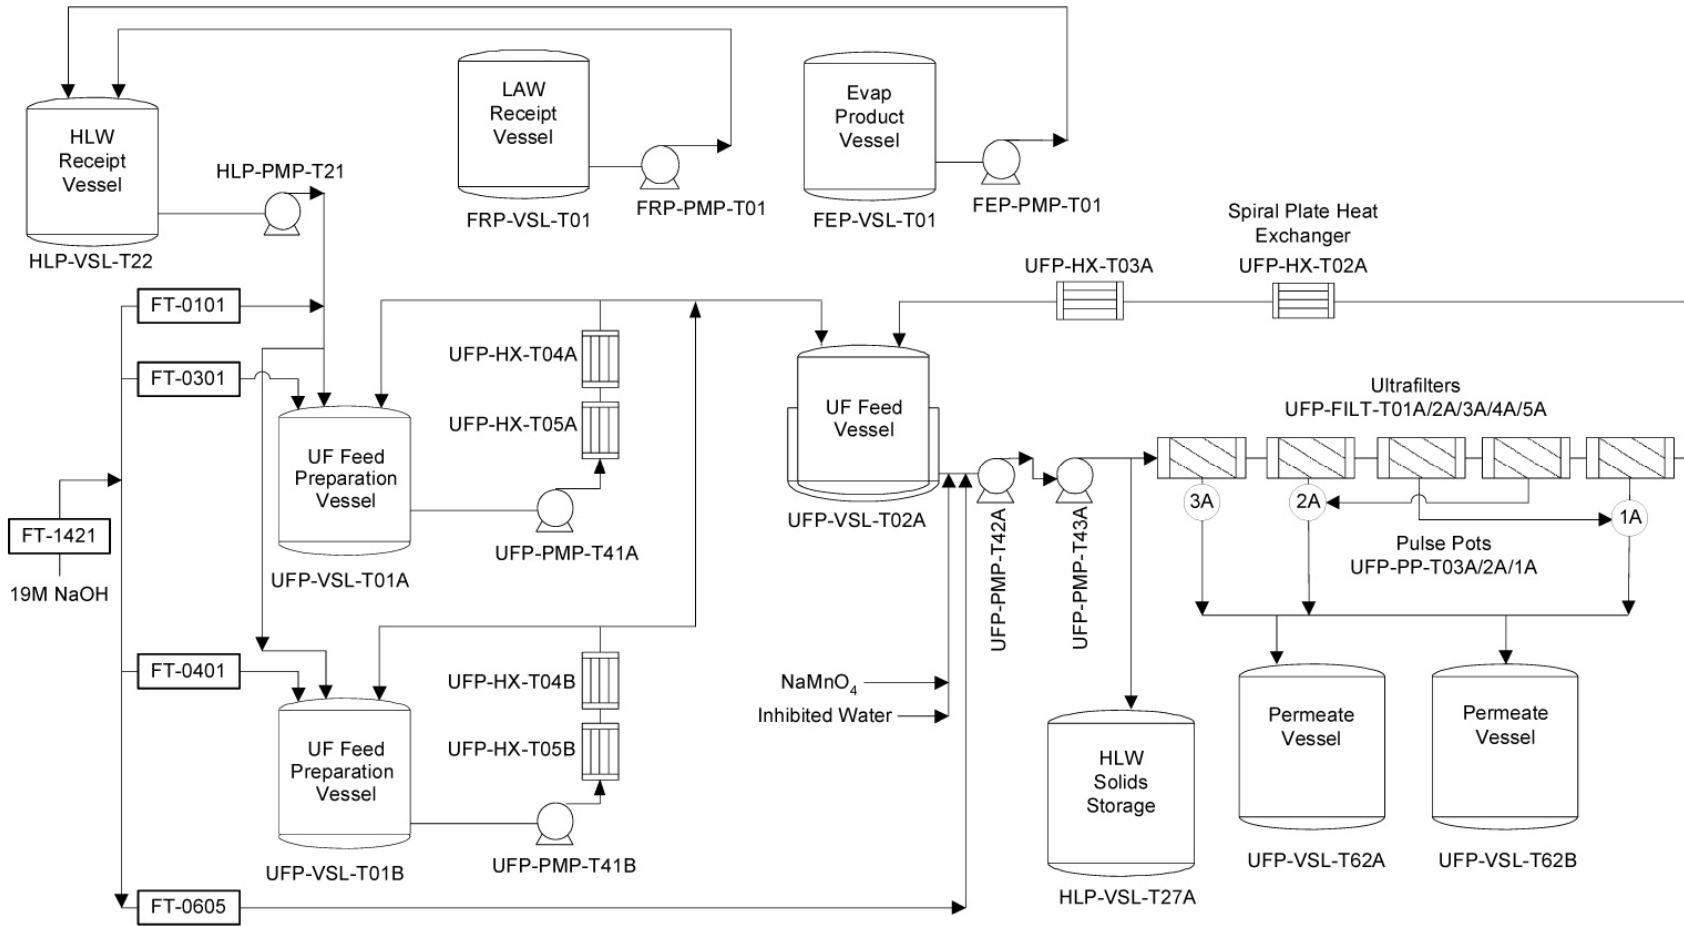 HLW
Receipt
Vessel
HLP-VSL-T22
HLP-PMP-T21
LAW
Receipt
Vessel
FRP-VSL-T01
FRP-PMP-T01
Evap
Product
Vessel
FEP-VSL-T01
FEP-PMP-T01
Spiral Plate Heat
Exchanger
UFP-HX-T03A
UFP-HX-T02A
FT-0101
FT-0301
UFP-HX-T04A
UFP-HX-T05A
UF Feed
Preparation
Vessel
UFP-VSL-T01A
UFP-PMP-T41A
UF Feed
Vessel
UFP-VSL-T02A
UFP-PMP-T42A
UFP-PMP-T43A
Ultrafilters
UFP-FILT-T01A/2A/3A/4A/5A
3A
2A
1A
Pulse Pots
UFP-PP-T03A/2A/1A
FT-1421
19M NaOH
FT-0401
UFP-HX-T04B
UFP-HX-T05B
UF Feed
Preparation
Vessel
UFP-VSL-T01B
UFP-PMP-T41B
NaMnO4
Inhibited Water
HLW
Solids
Storage
HLP-VSL-T27A
Permeate
Vessel
UFP-VSL-T62A
Permeate
Vessel
UFP-VSL-T62B
FT-0605